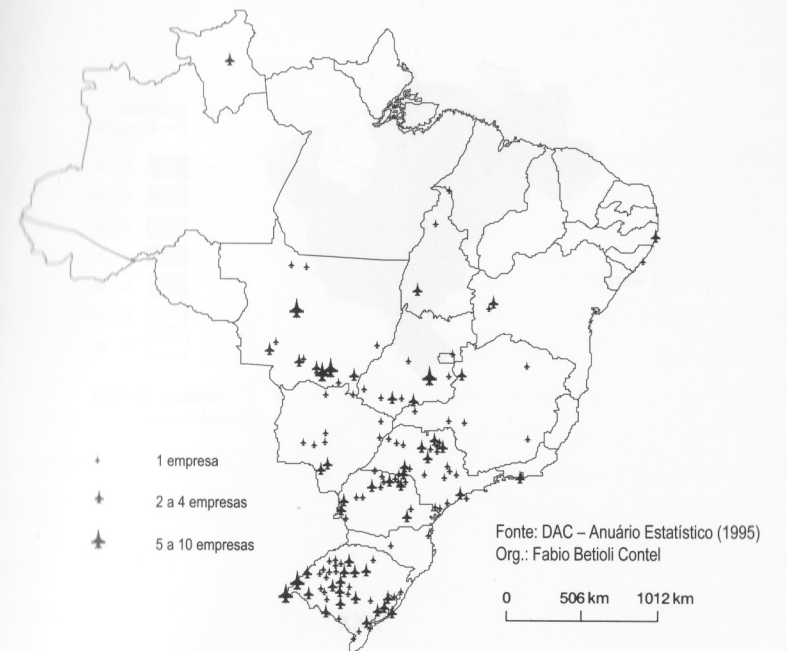 1 empresa
2 a 4 empresas
5 a 10 empresas
Fonte: DAC – Anuário Estatístico (1995)
Org.: Fabio Betioli Contel
0 506 km 1012 km